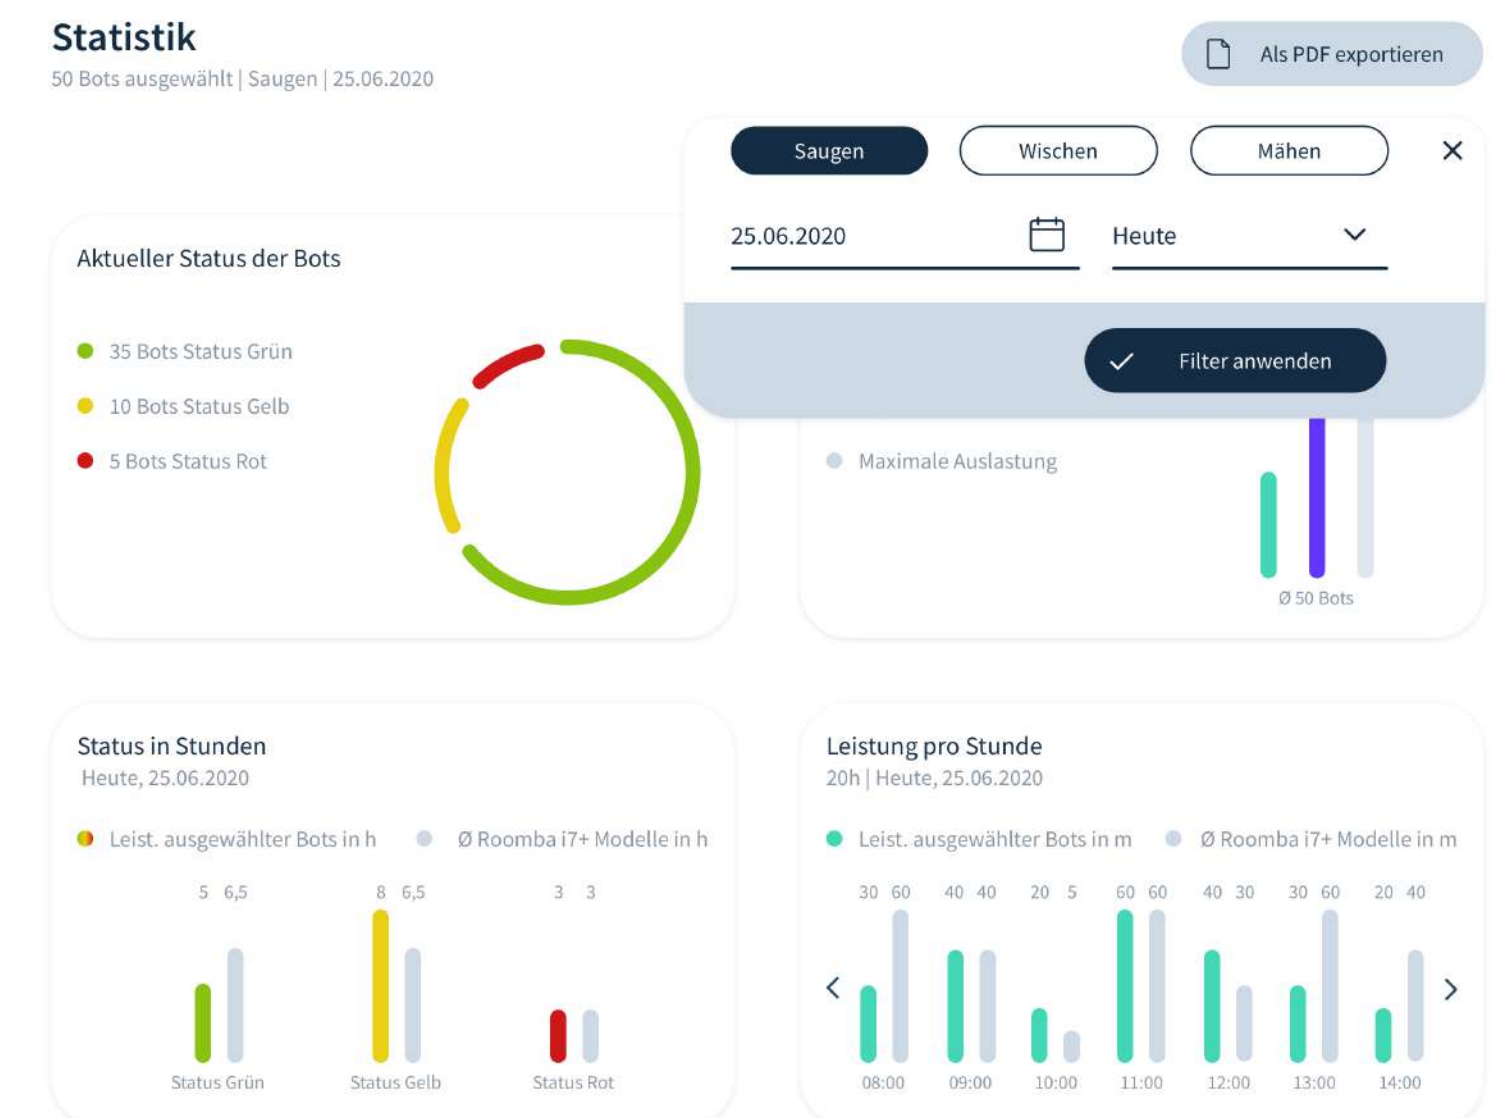 Statistik
50 Bots ausgewählt | Saugen | 25.06.2020
Als PDF exportieren
Saugen
Wischen
Mähen
25.06.2020
Heute
Filter anwenden
Aktueller Status der Bots
35 Bots Status Grün
10 Bots Status Gelb
5 Bots Status Rot
Maximale Auslastung
Ø 50 Bots
Status in Stunden
Heute, 25.06.2020
Leist. ausgewählter Bots in h
Ø Roomba i7+ Modelle in h
5 6,5
8 6,5
3 3
Status Grün
Status Gelb
Status Rot
Leistung pro Stunde
20h | Heute, 25.06.2020
Leist. ausgewählter Bots in m
Ø Roomba i7+ Modelle in m
30 60
40 40
20 5
60 60
40 30
30 60
20 40
08:00
09:00
10:00
11:00
12:00
13:00
14:00